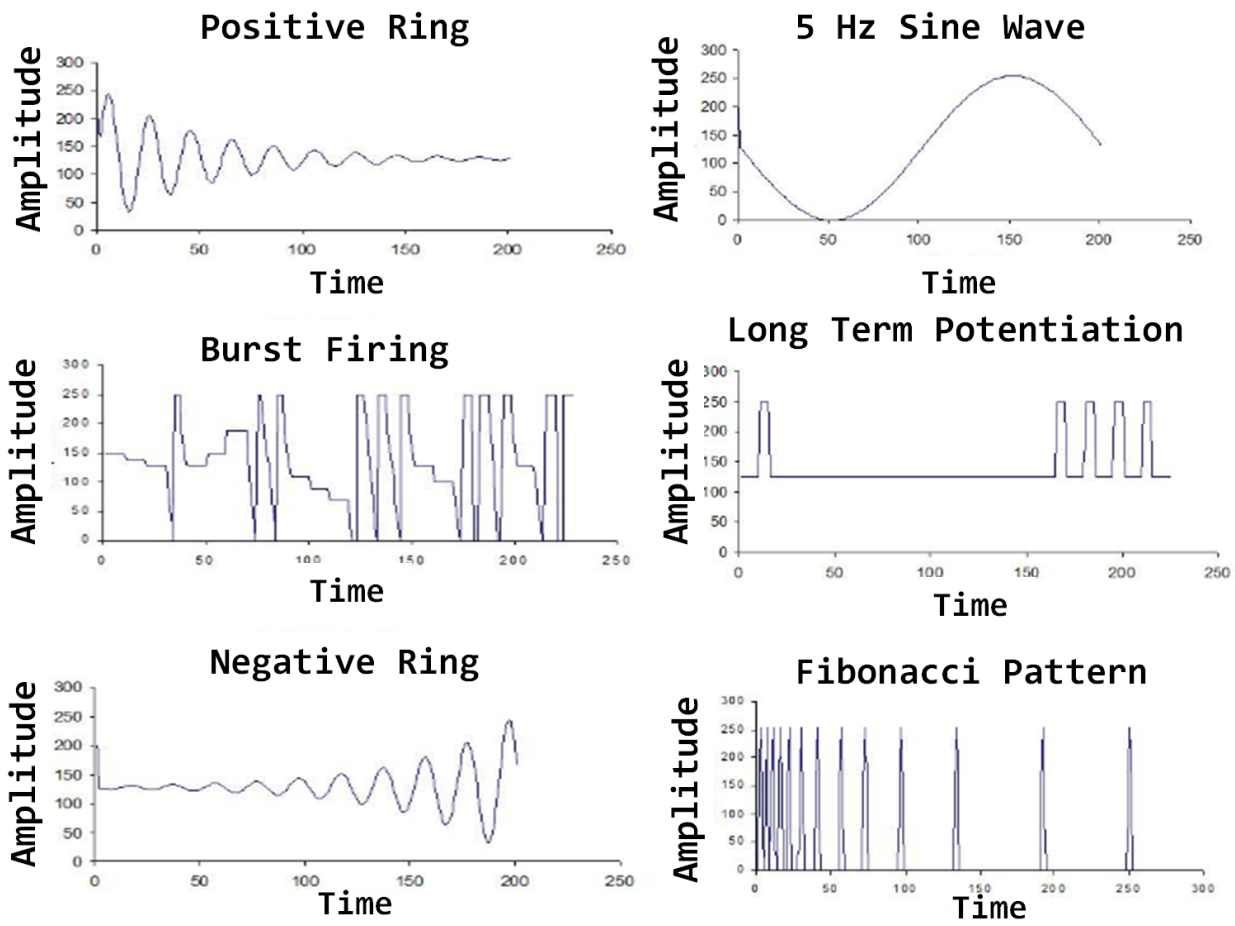 Positive Ring
Amplitude
300
250
200
150
100
50
0
0 50 100 150 200 250
Time
5 Hz Sine Wave
Amplitude
300
250
200
150
100
50
0
0 50 100 150 200 250
Time
Burst Firing
Amplitude
300
250
200
150
100
50
0
0 50 100 150 200 250
Time
Long Term Potentiation
Amplitude
300
250
200
150
100
50
0
0 50 100 150 200 250
Time
Negative Ring
Amplitude
300
250
200
150
100
50
0
0 50 100 150 200 250
Time
Fibonacci Pattern
Amplitude
300
250
200
150
100
50
0
0 50 100 150 200 250 300
Time